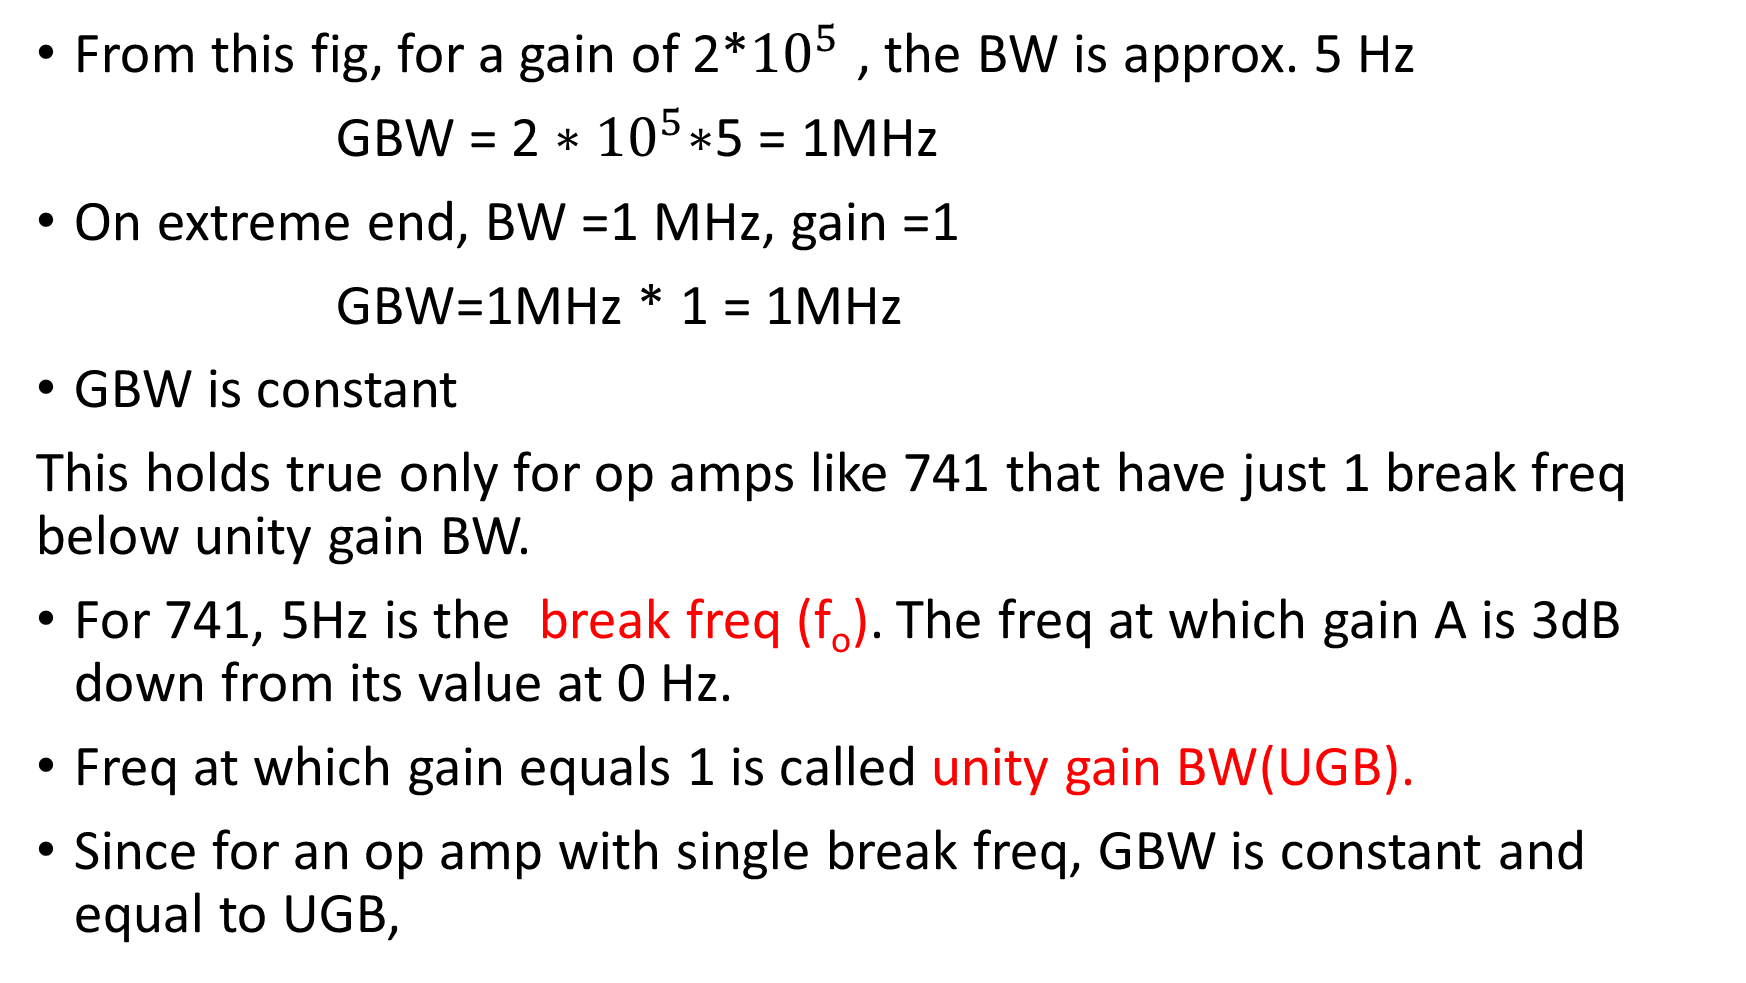 • From this fig, for a gain of 2*10⁵ , the BW is approx. 5 Hz
GBW = 2 ∗ 10⁵∗5 = 1MHz
• On extreme end, BW =1 MHz, gain =1
GBW=1MHz * 1 = 1MHz
• GBW is constant
This holds true only for op amps like 741 that have just 1 break freq
below unity gain BW.
• For 741, 5Hz is the break freq (fₒ). The freq at which gain A is 3dB
down from its value at 0 Hz.
• Freq at which gain equals 1 is called unity gain BW(UGB).
• Since for an op amp with single break freq, GBW is constant and
equal to UGB,